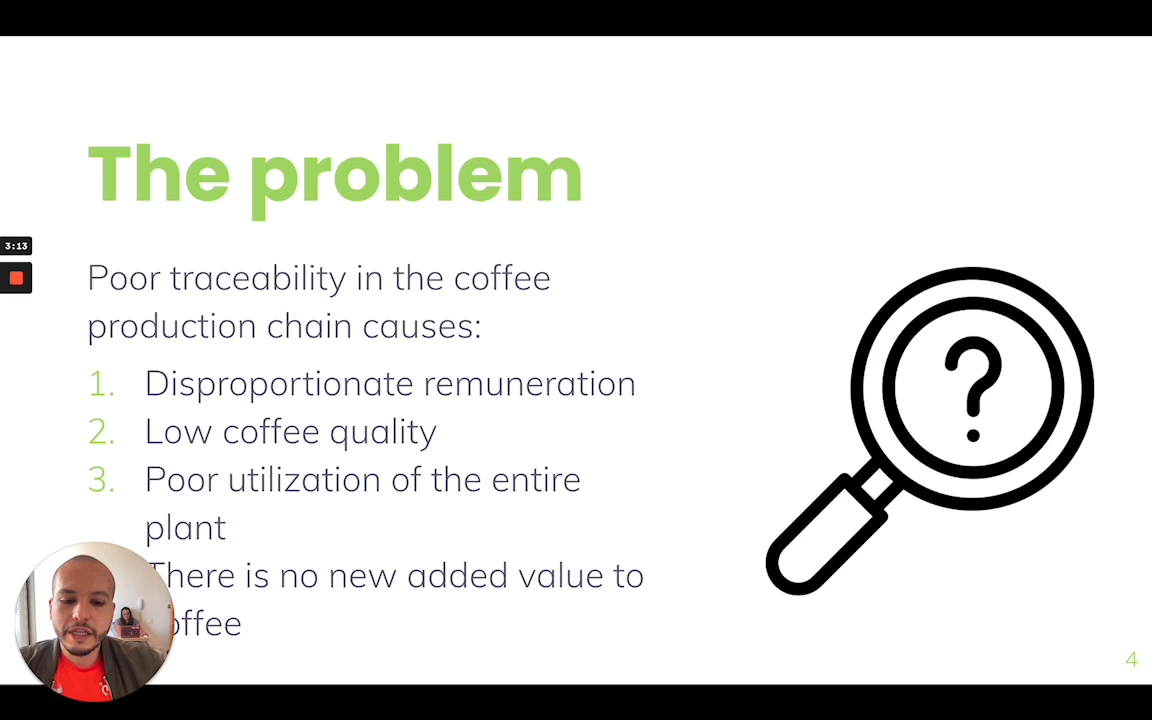 The problem
3:13
Poor traceability in the coffee
production chain causes:
1. Disproportionate remuneration
2. Low coffee quality
3. Poor utilization of the entire
plant
There is no new added value to
offee
?
4